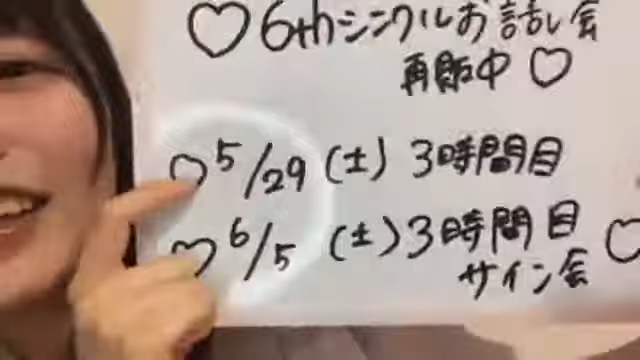 ♡6thシングルお話し会
再販中♡
♡5/29(土)3時間目
♡6/5(土)3時間目♡
サイン会